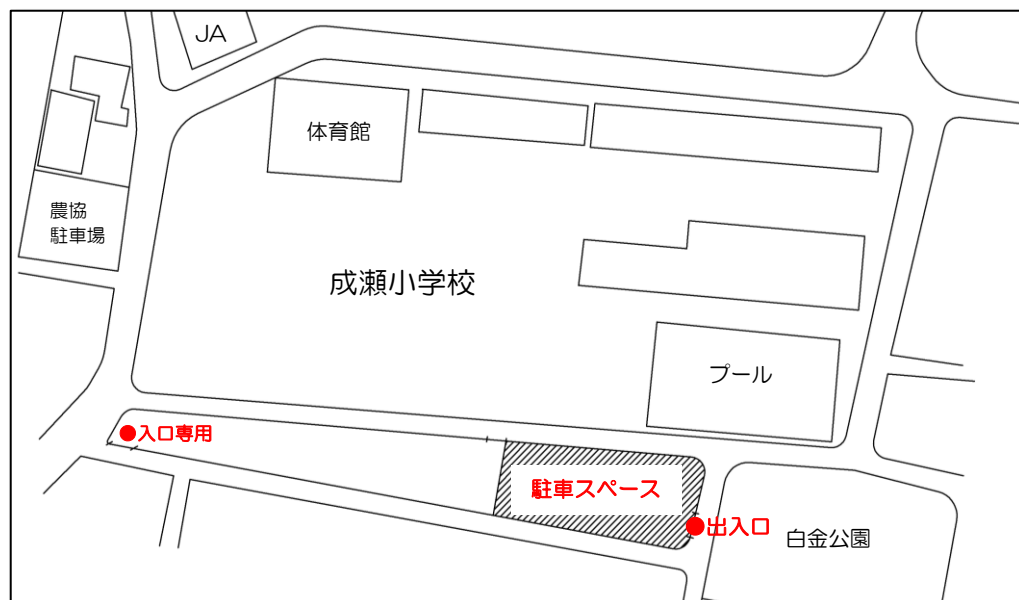 JA
体育館
農協
駐車場
成瀬小学校
プール
入口専用
駐車スペース
出入口
白金公園